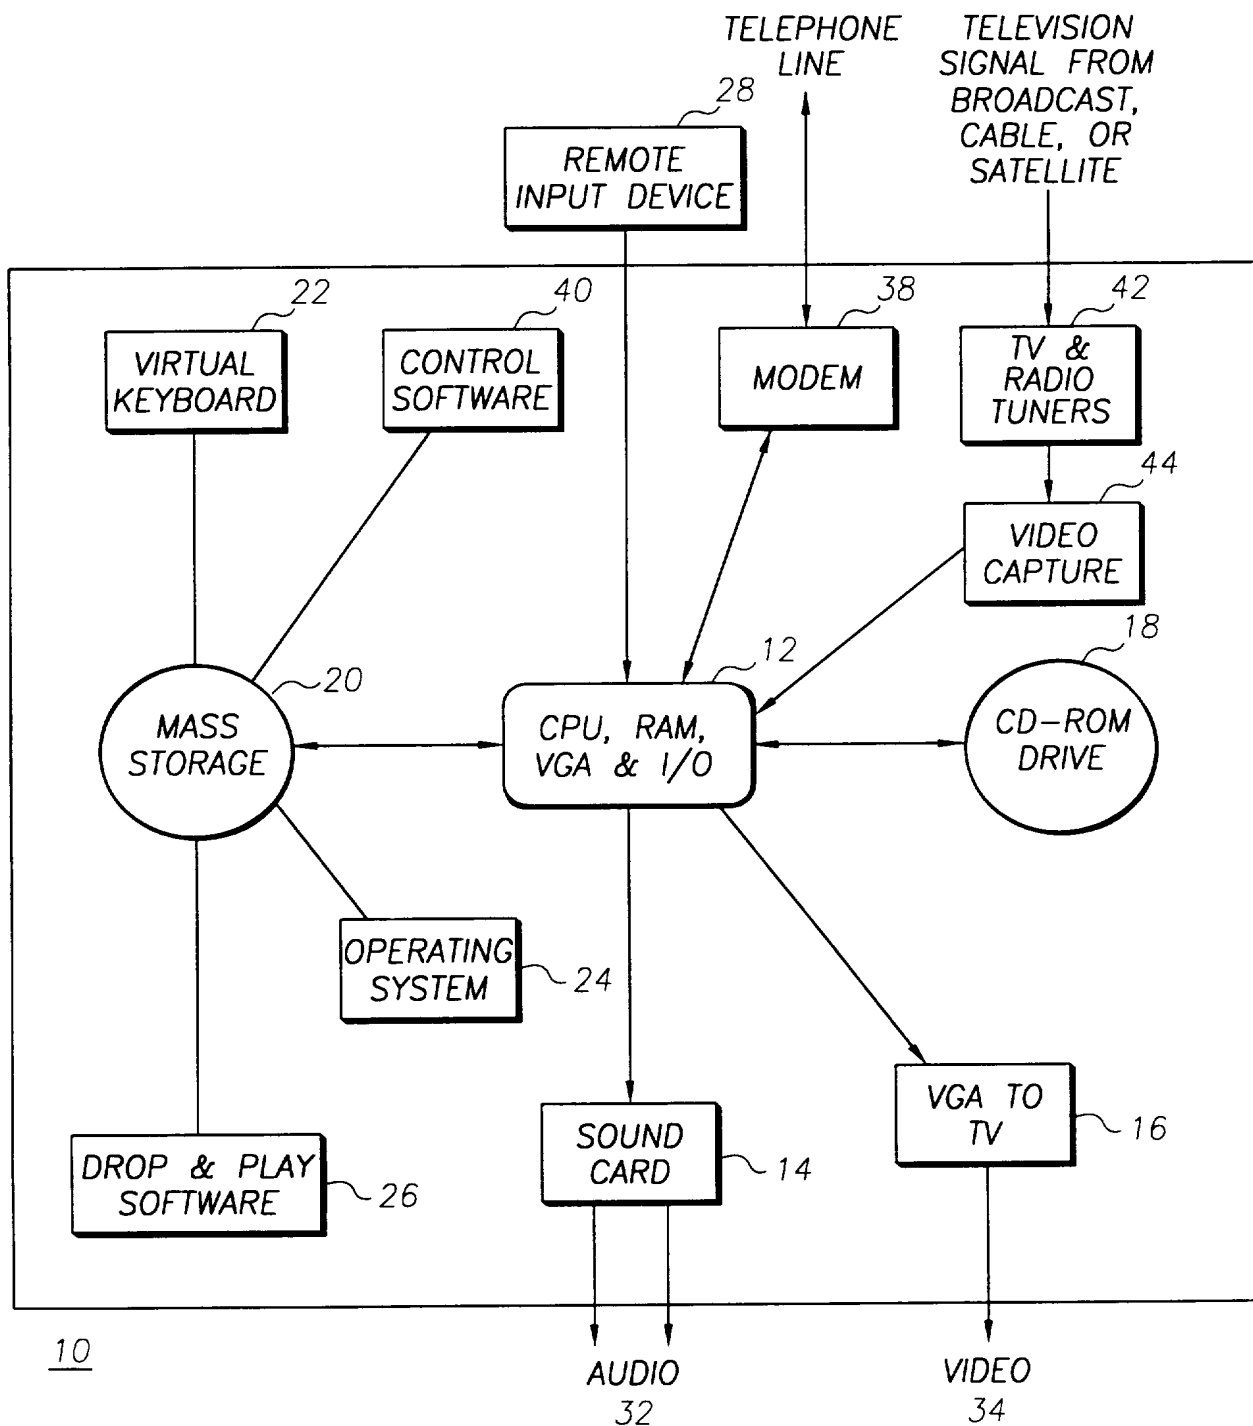 TELEPHONE
LINE
TELEVISION
SIGNAL FROM
BROADCAST,
CABLE, OR
SATELLITE
28
REMOTE
INPUT DEVICE
22
VIRTUAL
KEYBOARD
40
CONTROL
SOFTWARE
38
MODEM
42
TV &
RADIO
TUNERS
44
VIDEO
CAPTURE
20
MASS
STORAGE
12
CPU, RAM,
VGA & I/O
18
CD-ROM
DRIVE
OPERATING
SYSTEM
24
DROP & PLAY
SOFTWARE
26
SOUND
CARD
14
VGA TO
TV
16
10
AUDIO
32
VIDEO
34